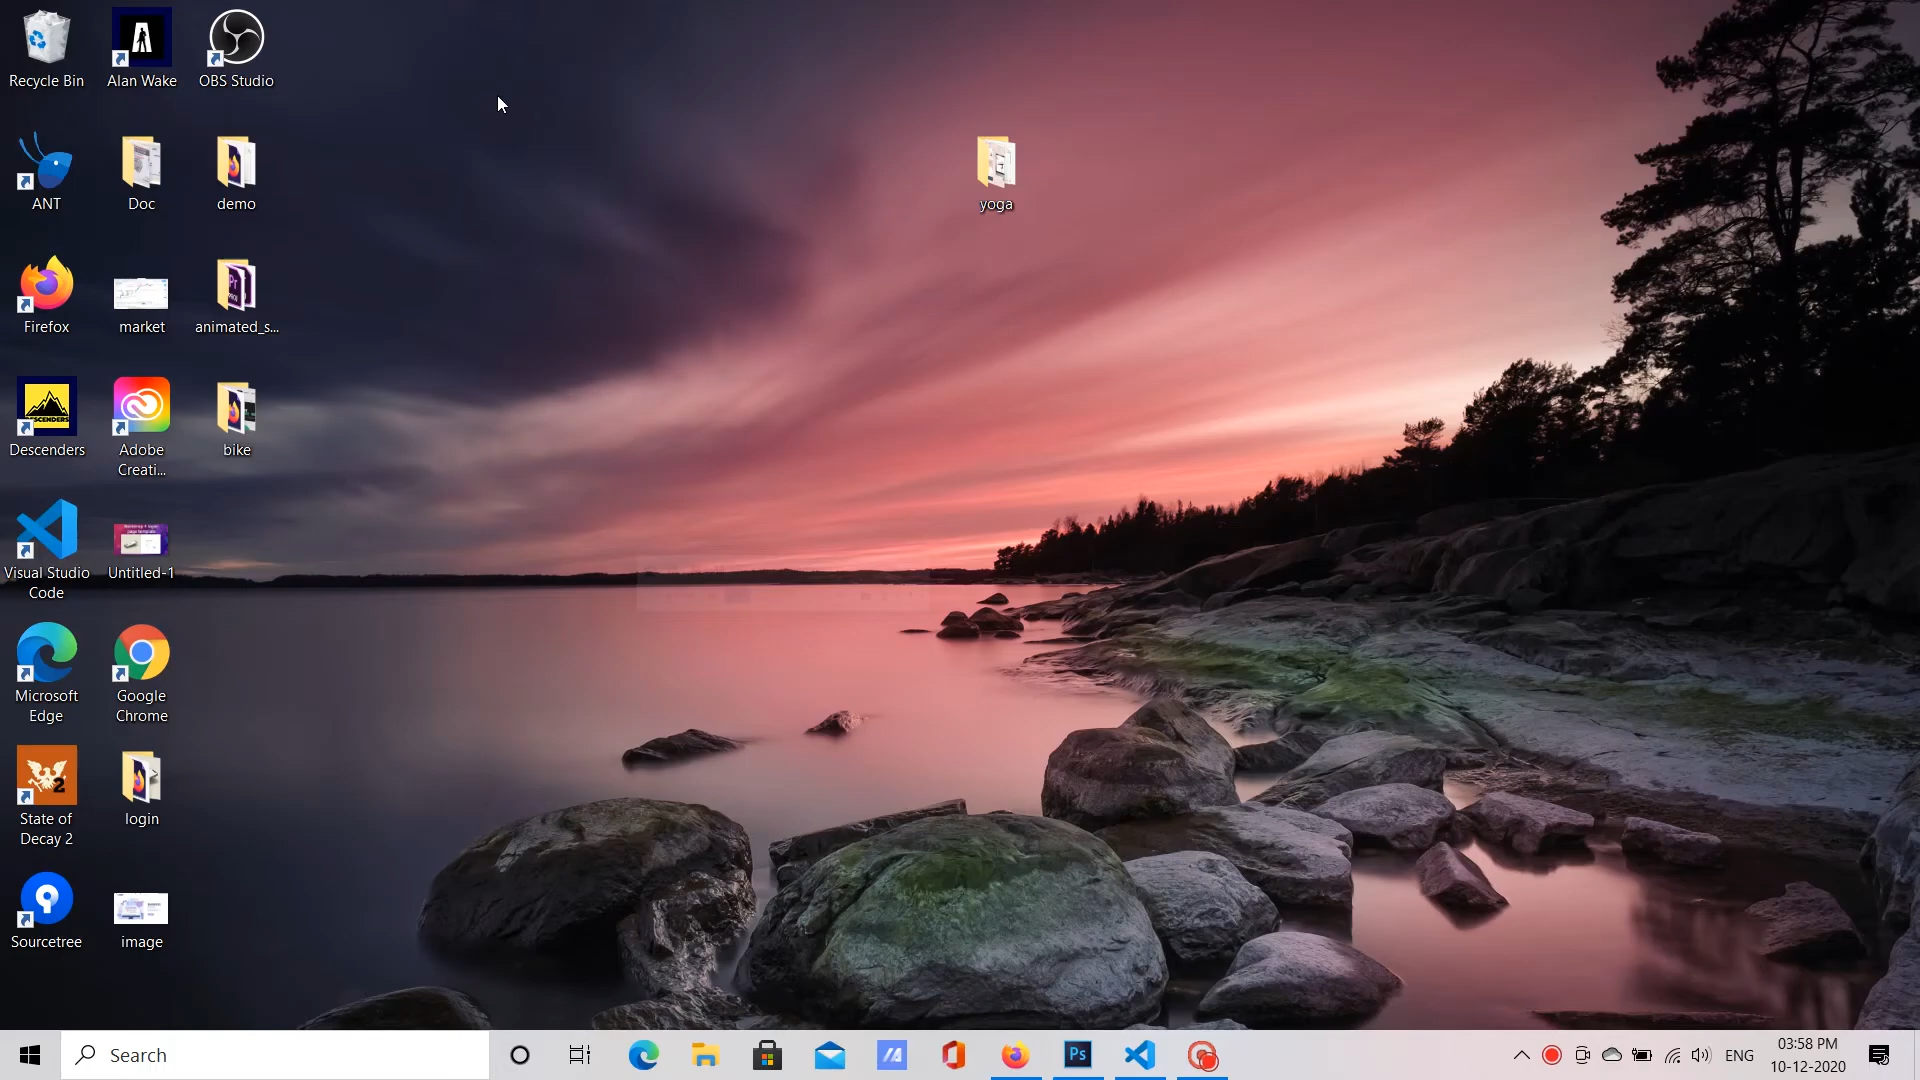 Recycle Bin
Alan Wake
OBS Studio
ANT
Doc
demo
yoga
Firefox
market
animated_s...
Descenders
Adobe
Creati...
bike
Visual Studio
Code
Untitled-1
Microsoft
Edge
Google
Chrome
State of
Decay 2
login
Sourcetree
image
Search
Ps
ENG
03:58 PM
10-12-2020